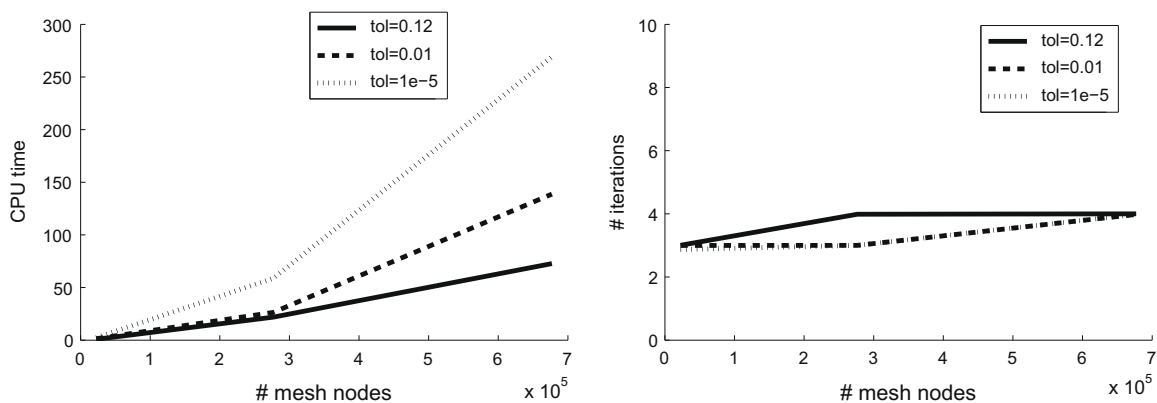 300
250
200
150
100
50
0
CPU time
0 1 2 3 4 5 6 7
x 10^5
# mesh nodes
tol=0.12
tol=0.01
tol=1e−5
10
8
6
4
2
0
# iterations
0 1 2 3 4 5 6 7
x 10^5
# mesh nodes
tol=0.12
tol=0.01
tol=1e−5